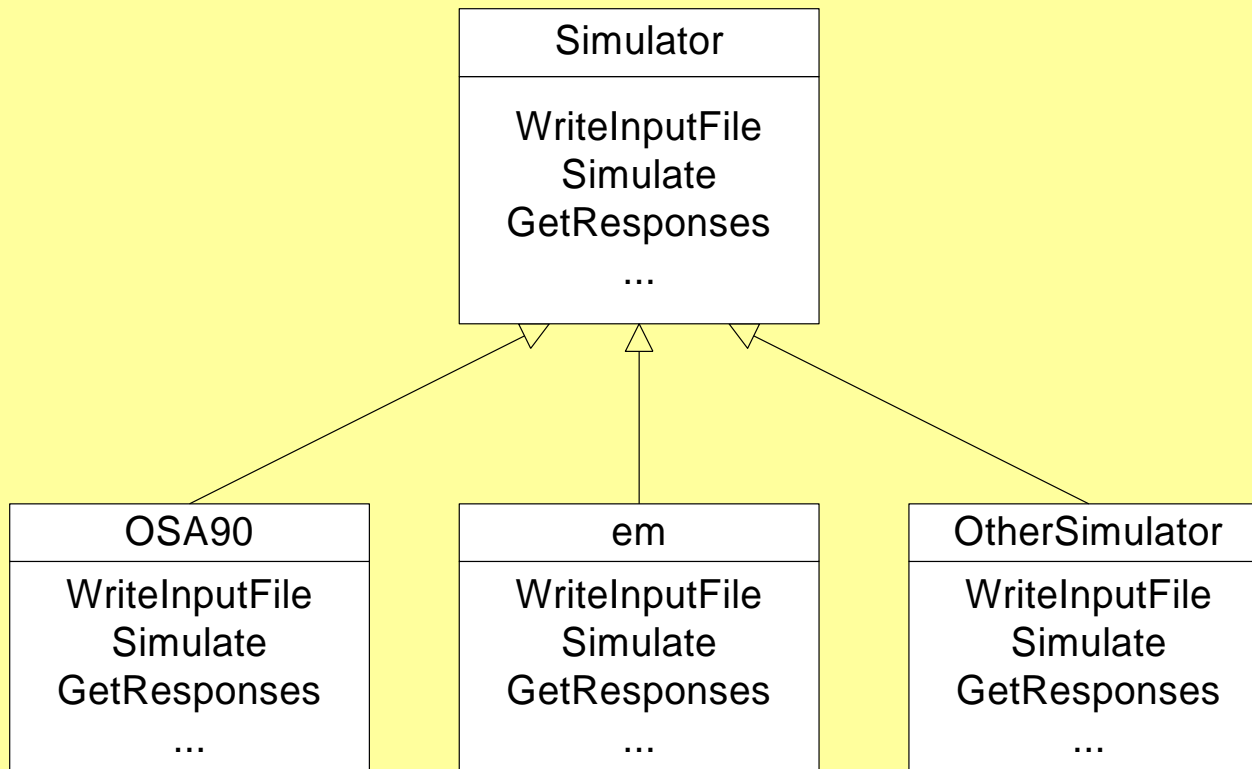 Simulator
WriteInputFile
Simulate
GetResponses
...
OSA90
WriteInputFile
Simulate
GetResponses
...
em
WriteInputFile
Simulate
GetResponses
...
OtherSimulator
WriteInputFile
Simulate
GetResponses
...